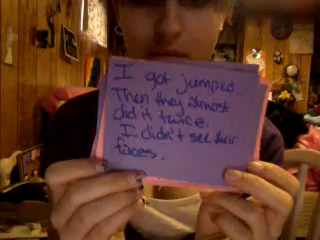 I got jumped.
Then they almost
did it twice.
I didn't see their
faces.